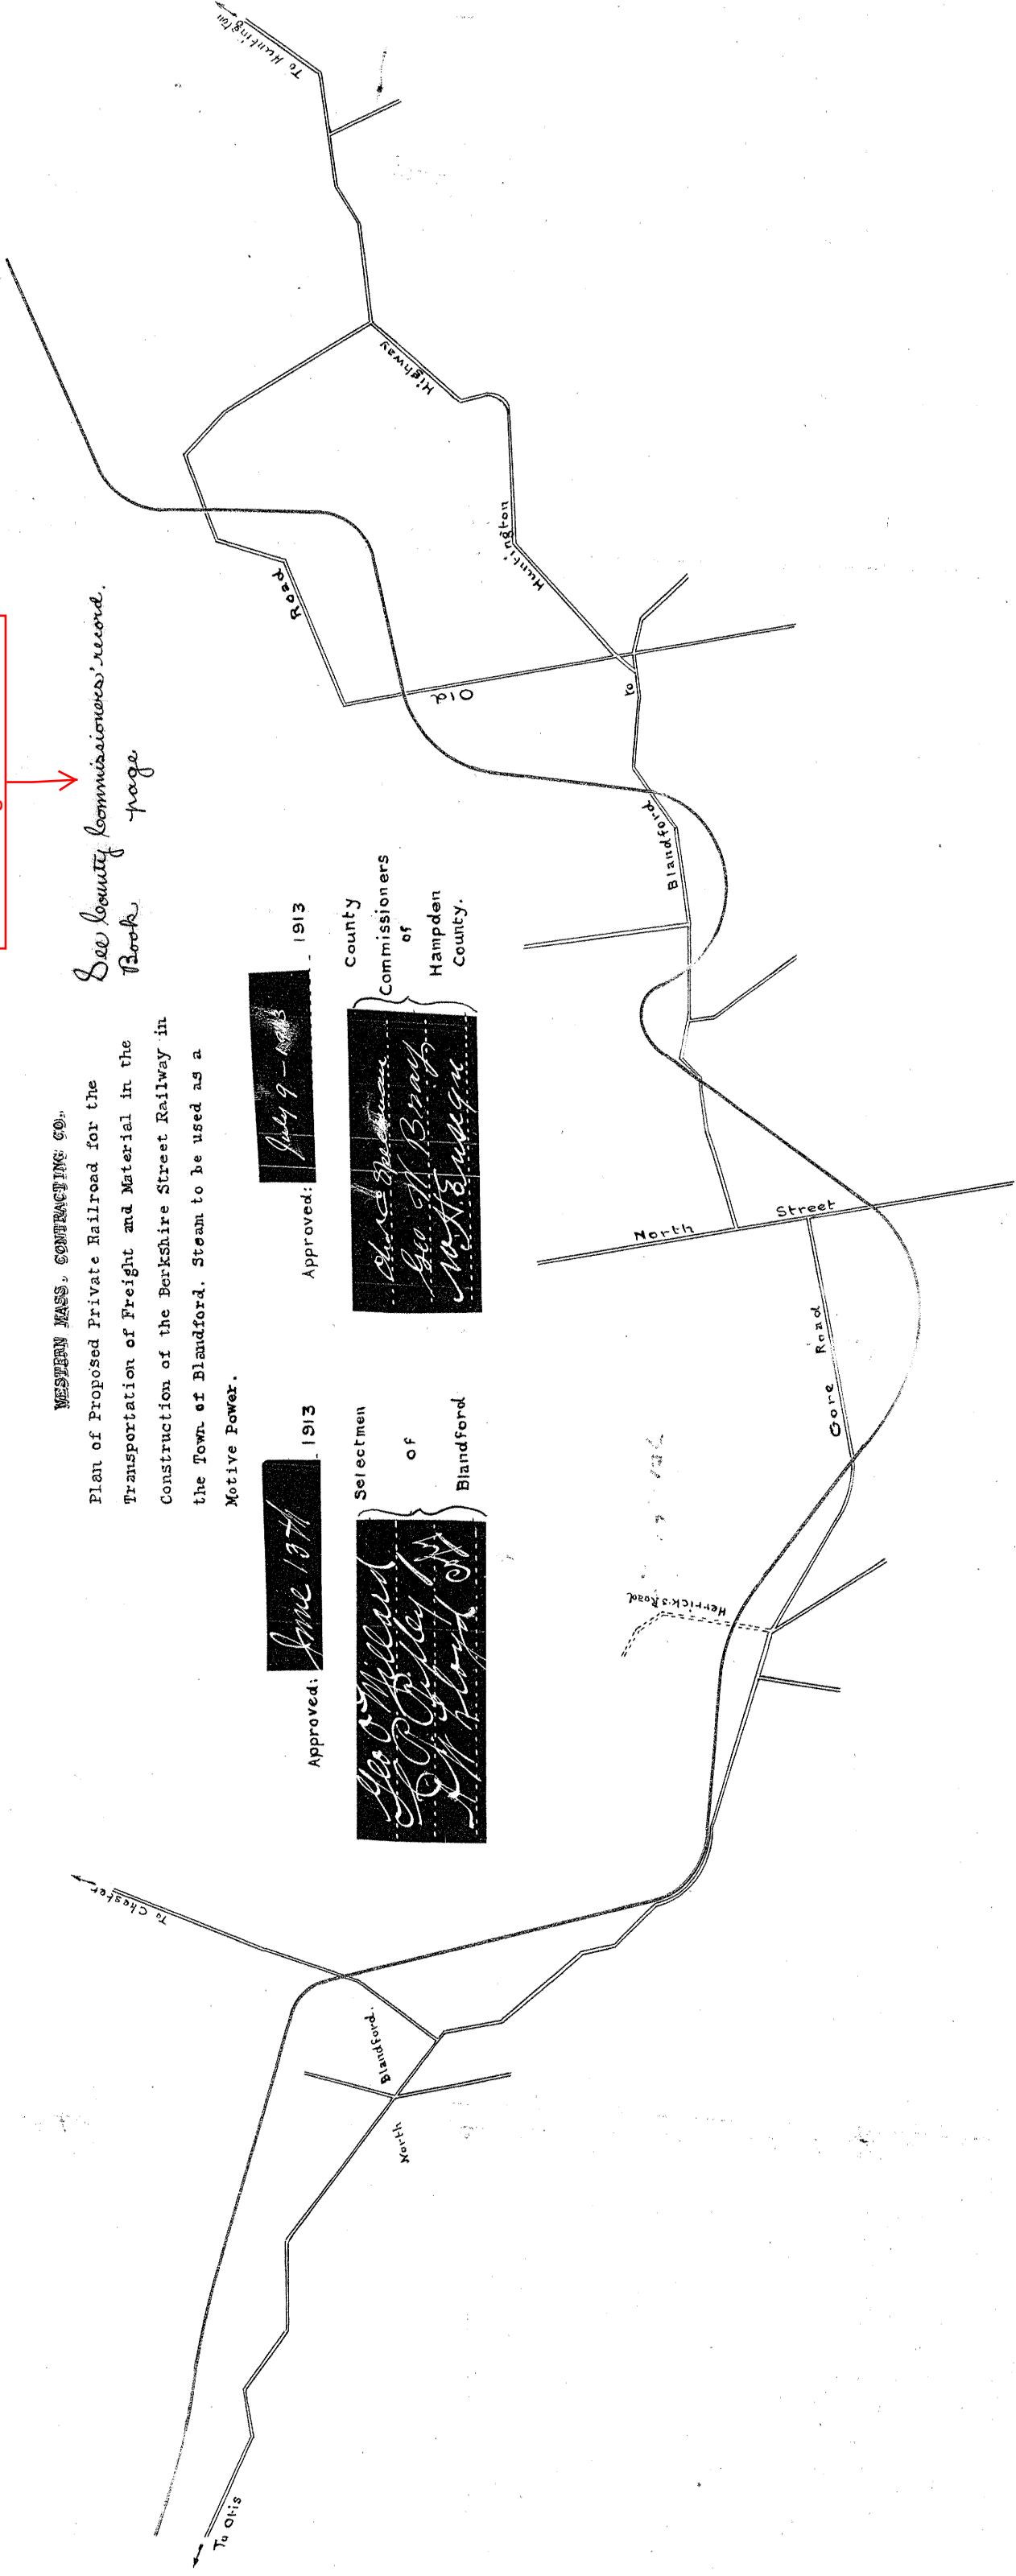 WESTERN MASS. CONTRACTING CO.
Plan of Proposed Private Railroad for the
Transportation of Freight and Material in the
Construction of the Berkshire Street Railway in
the Town of Blandford. Steam to be used as a
Motive Power.
See County Commissioners' record.
Book page
Approved: June 13th 1913
Geo O Millard
Selectmen
of
Blandford
Approved: July 9-1913 1913
Geo M Bray
County
Commissioners
of
Hampden
County.
To Otis
North
Blandford.
To Chester
Herrick's Road
Gore
Road
North
Street
Blandford
to
Huntington
Highway
Old
Road
To Huntington